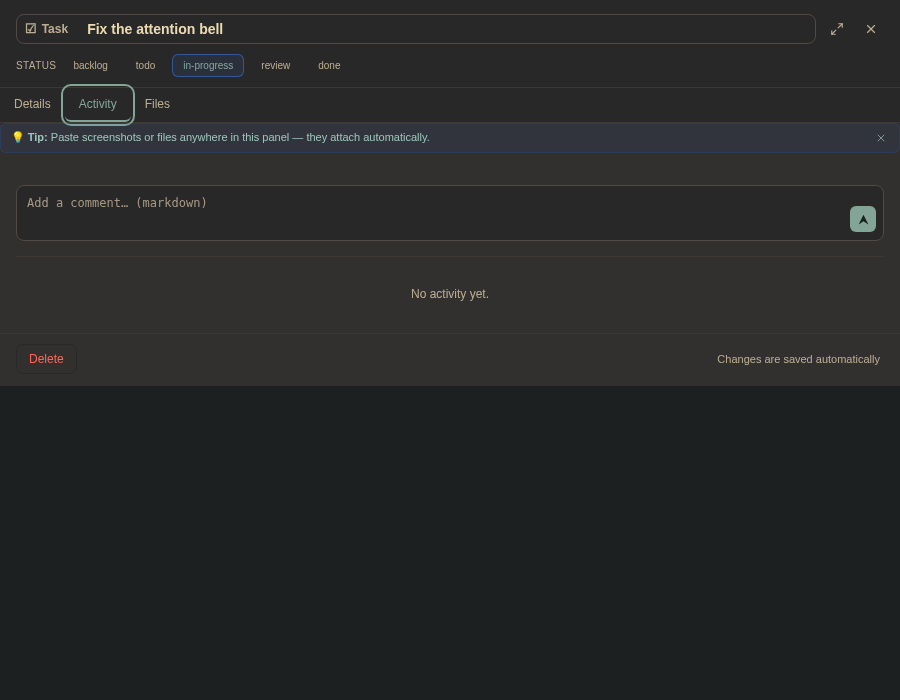 ☑ Task Fix the attention bell
STATUS backlog todo in-progress review done
Details Activity Files
💡 Tip: Paste screenshots or files anywhere in this panel — they attach automatically.
Add a comment… (markdown)
No activity yet.
Delete Changes are saved automatically